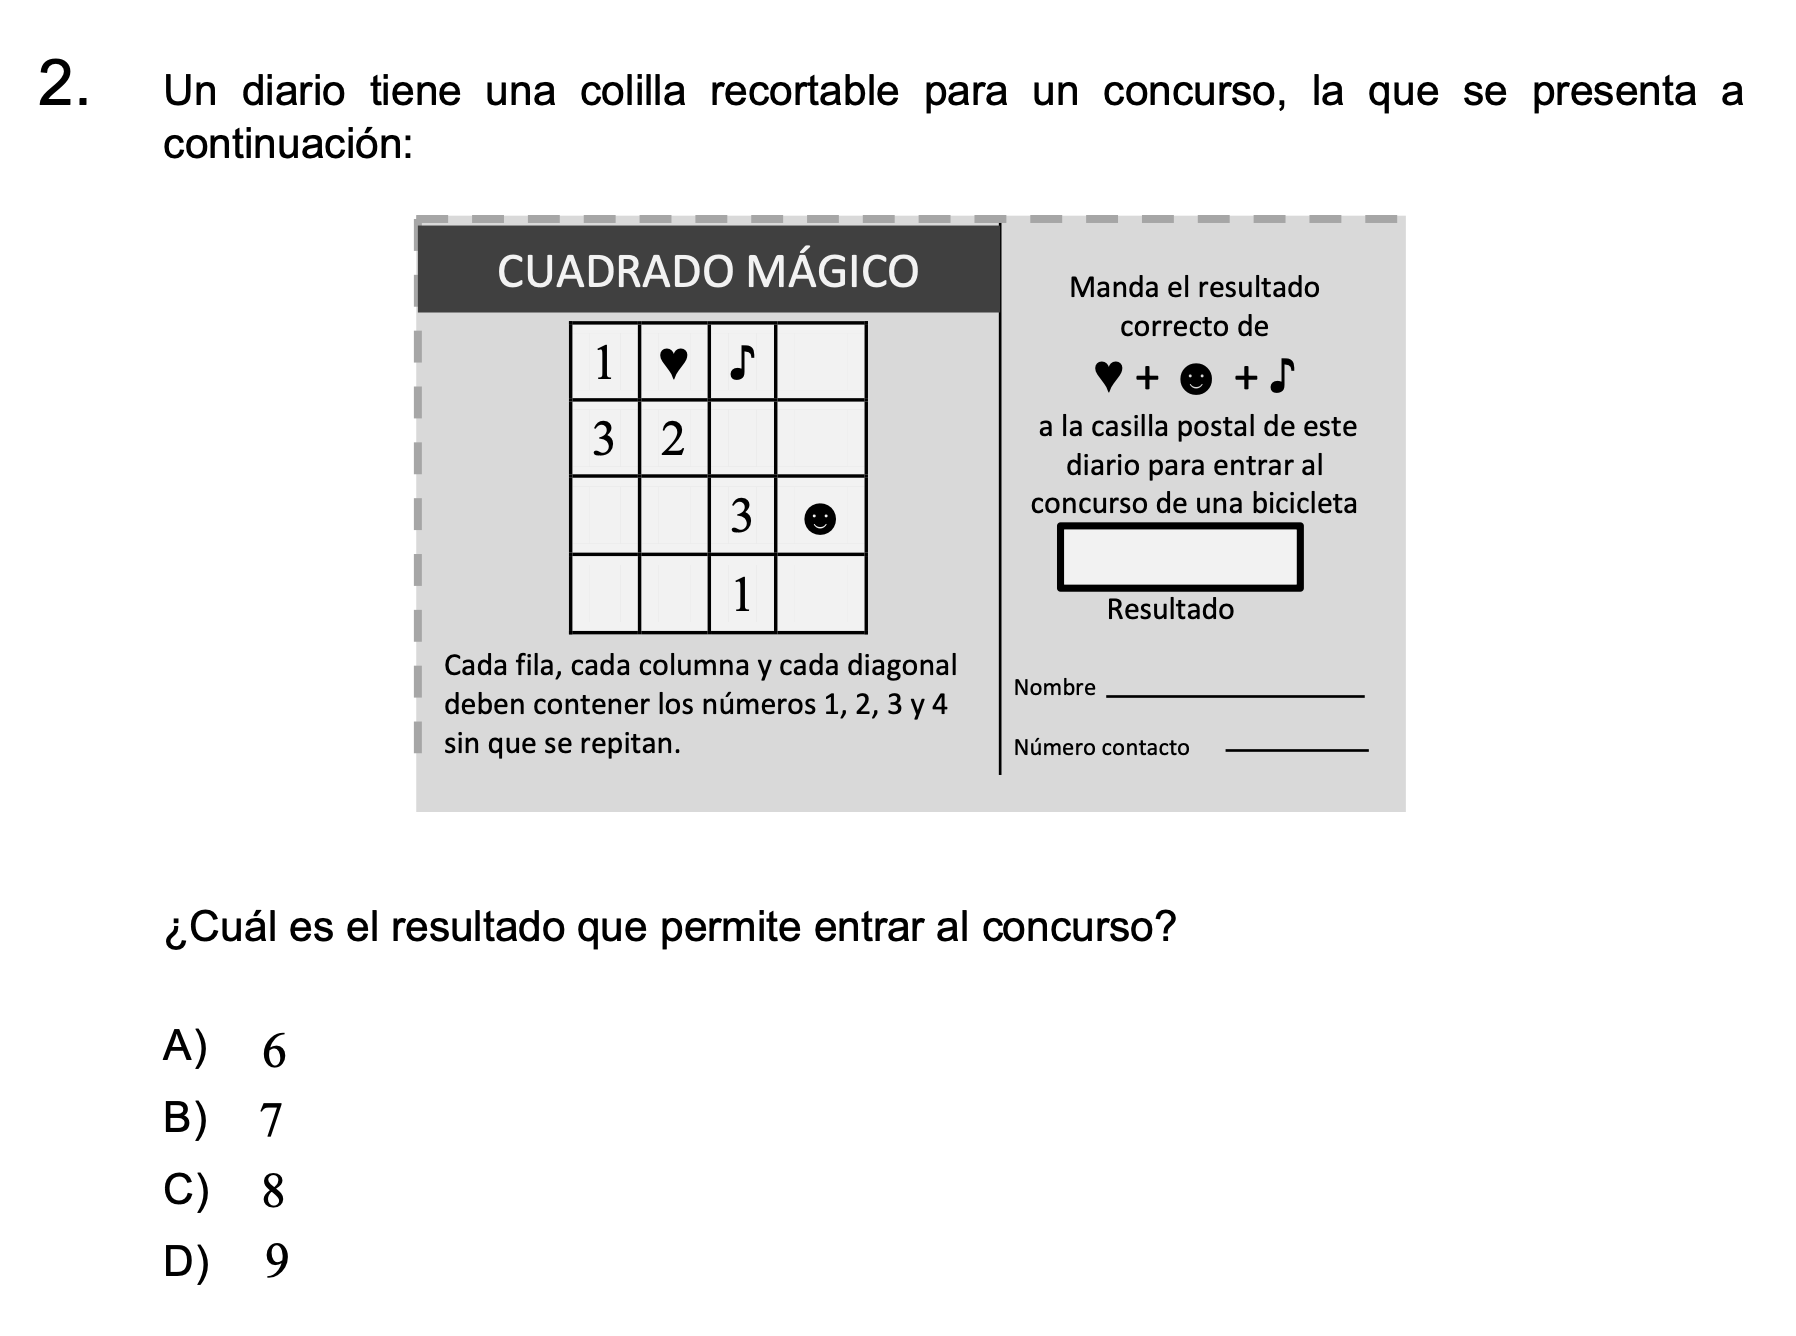 2. Un diario tiene una colilla recortable para un concurso, la que se presenta a
continuación:
CUADRADO MÁGICO
1 ♥ ♪
3 2
3 ☻
1
Cada fila, cada columna y cada diagonal
deben contener los números 1, 2, 3 y 4
sin que se repitan.
Manda el resultado
correcto de
♥ + ☻ + ♪
a la casilla postal de este
diario para entrar al
concurso de una bicicleta
Resultado
Nombre
Número contacto
¿Cuál es el resultado que permite entrar al concurso?
A) 6
B) 7
C) 8
D) 9